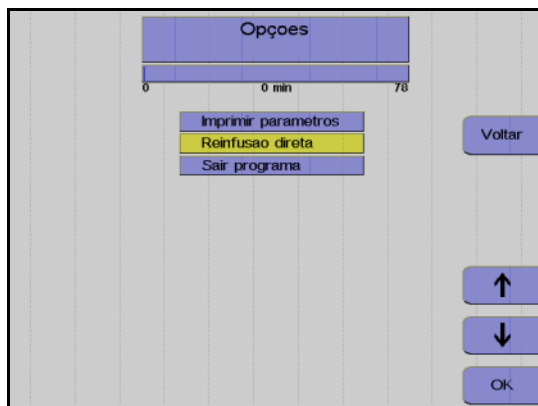 Opçoes
0 0 min 78
Imprimir parametros
Reinfusao direta
Sair programa
Voltar
↑
↓
OK